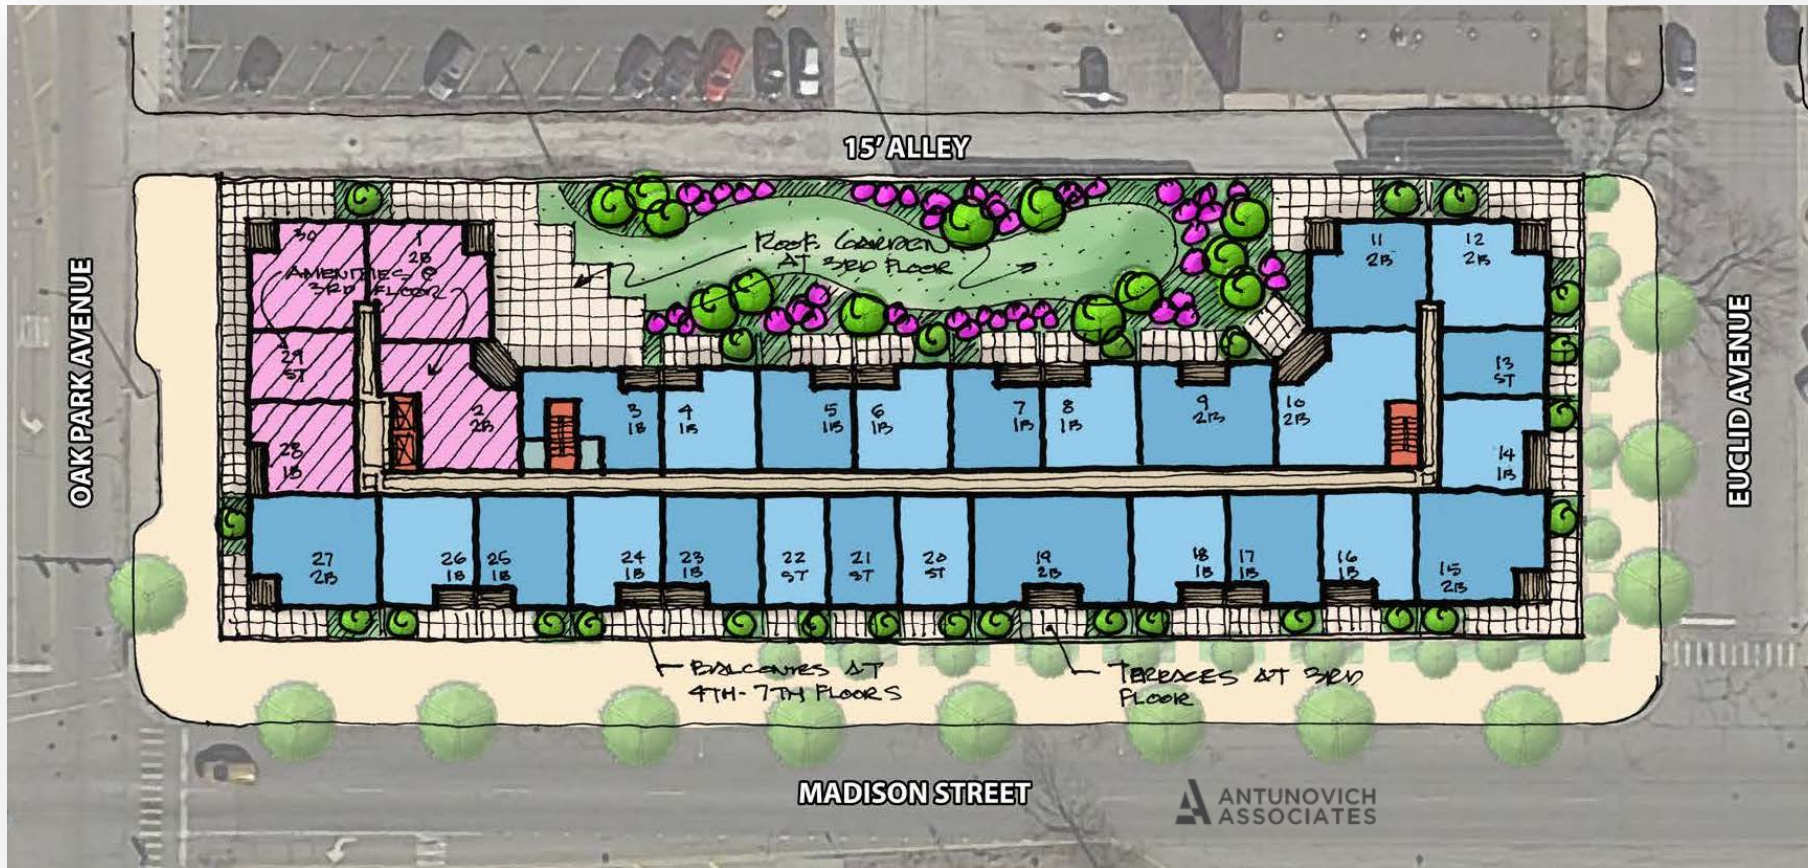 15' ALLEY
OAK PARK AVENUE
EUCLID AVENUE
MADISON STREET
ROOF GARDEN
AT 3RD FLOOR
AMENITIES @
3RD FLOOR
30
1
2B
29
ST
28
1B
2
2B
3
1B
4
1B
5
1B
6
1B
7
1B
8
1B
9
2B
10
2B
11
2B
12
2B
13
ST
14
1B
27
2B
26
1B
25
1B
24
1B
23
1B
22
ST
21
ST
20
ST
19
2B
18
1B
17
1B
16
1B
15
2B
BALCONIES AT
4TH-7TH FLOORS
TERRACES AT 3RD
FLOOR
ANTUNOVICH
ASSOCIATES